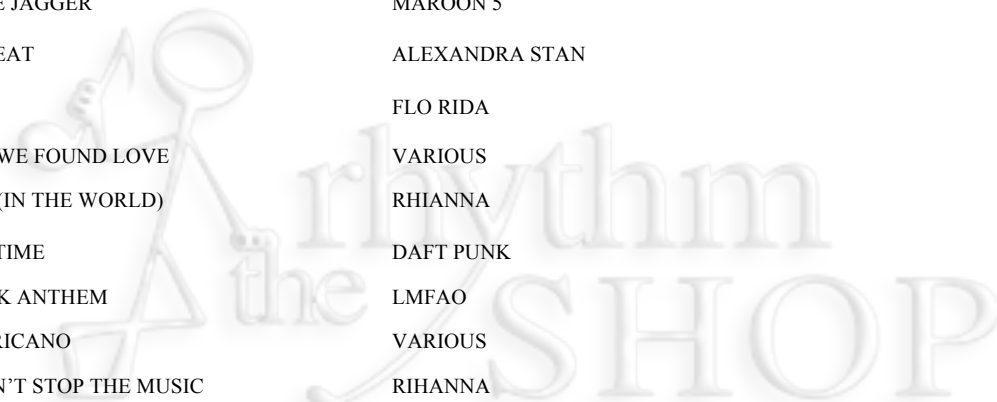 E JAGGER MAROON 5
EAT ALEXANDRA STAN
FLO RIDA
WE FOUND LOVE VARIOUS
(IN THE WORLD) RHIANNA
TIME DAFT PUNK
K ANTHEM LMFAO
RICANO VARIOUS
N'T STOP THE MUSIC RIHANNA
rhythm
the
SHOP